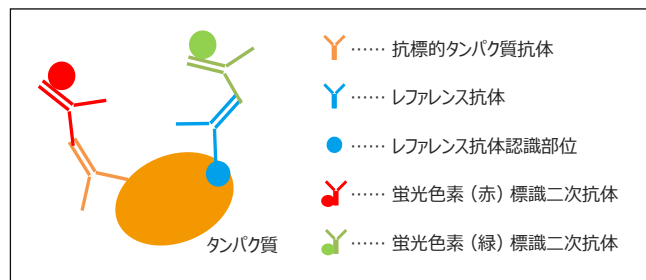 …… 抗標的タンパク質抗体
…… レファレンス抗体
…… レファレンス抗体認識部位
…… 蛍光色素（赤）標識二次抗体
…… 蛍光色素（緑）標識二次抗体
タンパク質